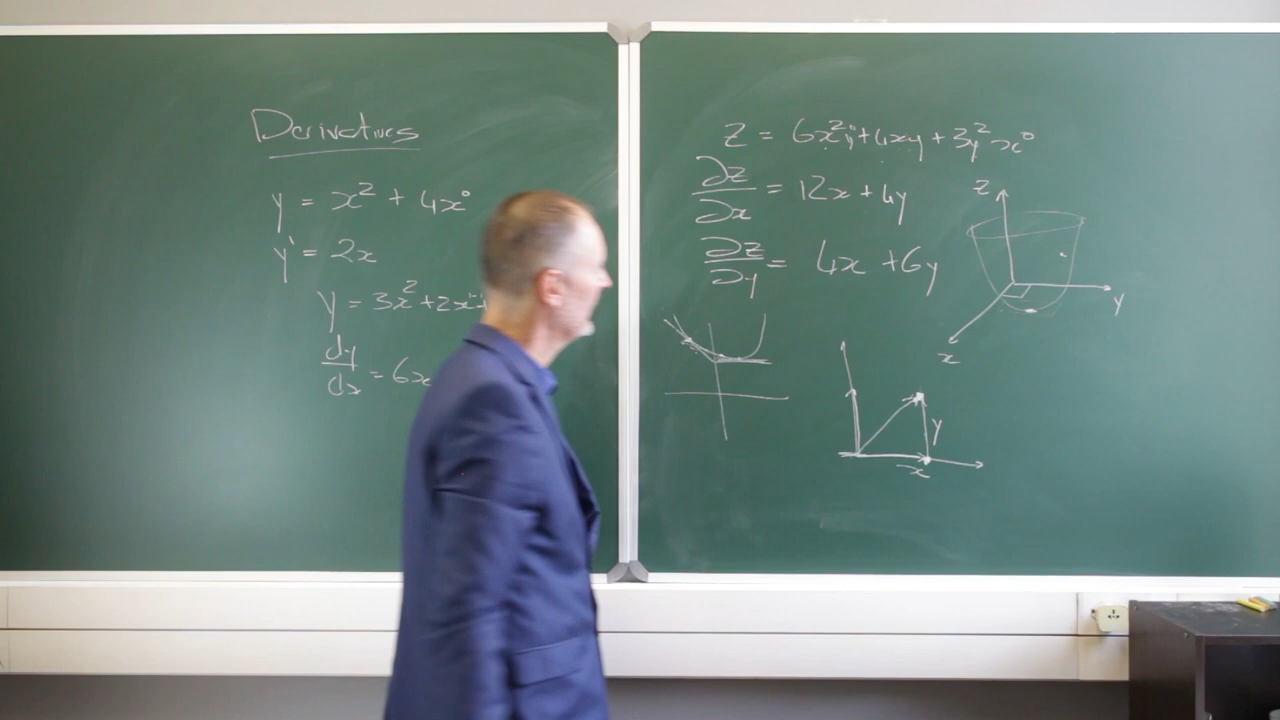 Derivatives
y = x² + 4x⁰
y' = 2x
y = 3x² + 2x
dy/dx = 6x
z = 6x²y⁰ + 4xy + 3y²x⁰
∂z/∂x = 12x + 4y
∂z/∂y = 4x + 6y
z
y
x
y
x